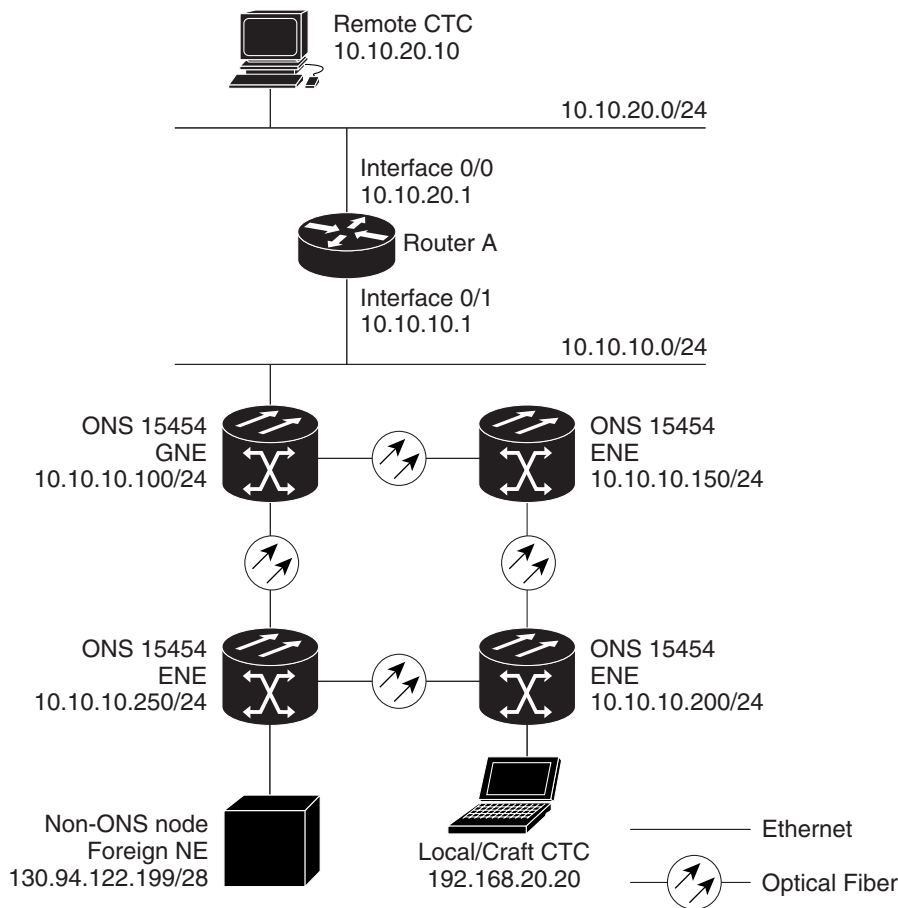 Remote CTC
10.10.20.10
10.10.20.0/24
Interface 0/0
10.10.20.1
Router A
Interface 0/1
10.10.10.1
10.10.10.0/24
ONS 15454
GNE
10.10.10.100/24
ONS 15454
ENE
10.10.10.150/24
ONS 15454
ENE
10.10.10.250/24
ONS 15454
ENE
10.10.10.200/24
Non-ONS node
Foreign NE
130.94.122.199/28
Local/Craft CTC
192.168.20.20
Ethernet
Optical Fiber